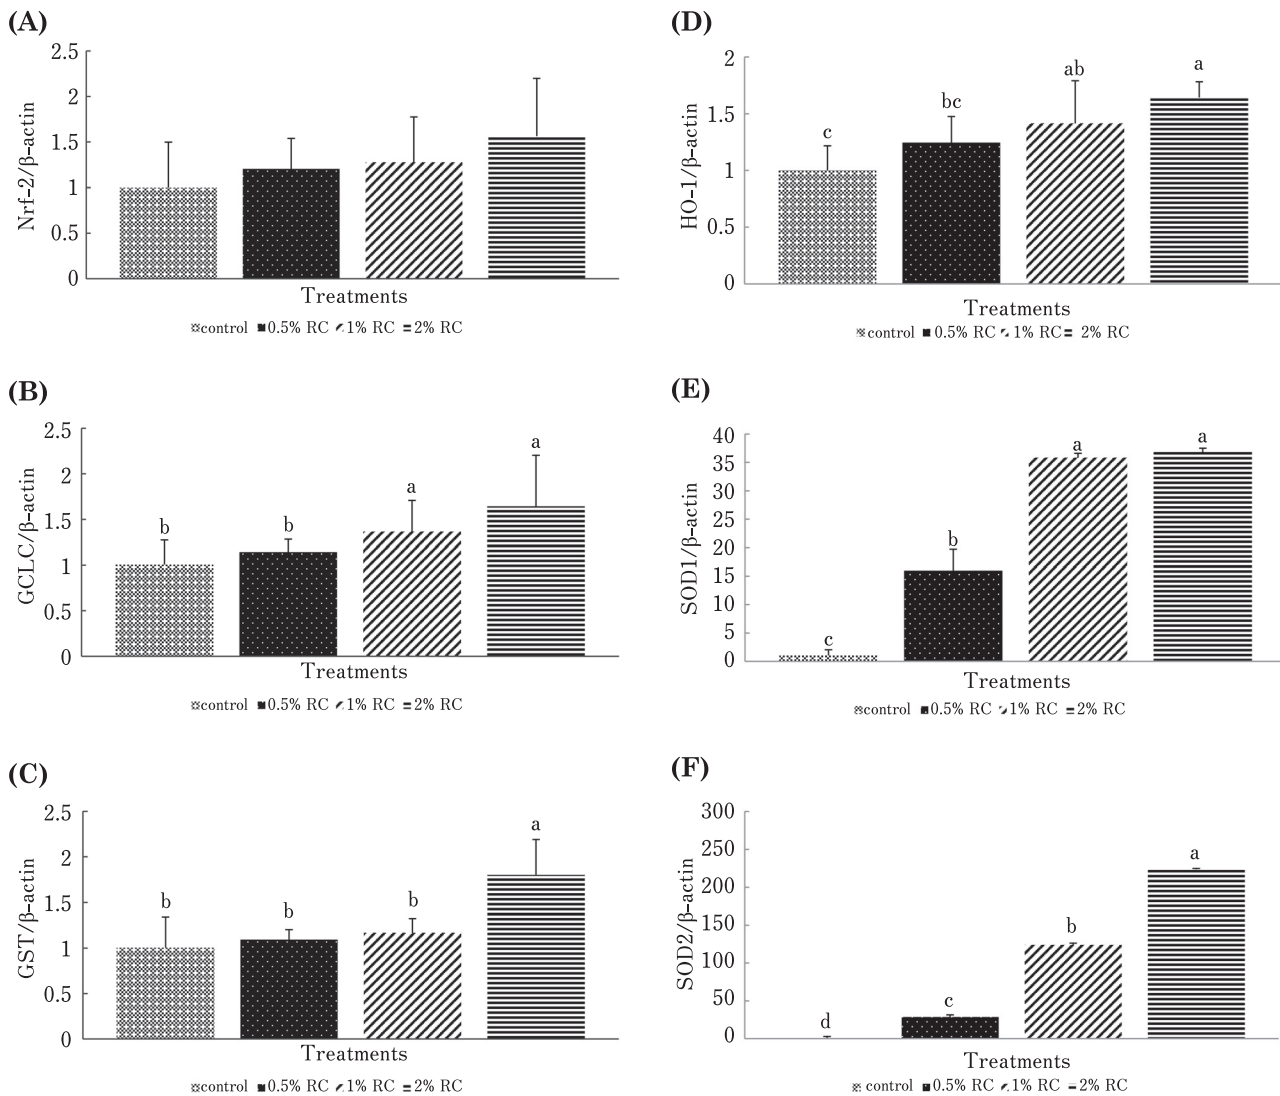 (A)
2.5
2
1.5
1
0.5
0
Nrf-2/β-actin
Treatments
control 0.5% RC 1% RC 2% RC
(B)
2.5
2
1.5
1
0.5
0
GCLC/β-actin
b b a a
Treatments
control 0.5% RC 1% RC 2% RC
(C)
2.5
2
1.5
1
0.5
0
GST/β-actin
b b b a
Treatments
control 0.5% RC 1% RC 2% RC
(D)
2
1.5
1
0.5
0
HO-1/β-actin
c bc ab a
Treatments
control 0.5% RC 1% RC 2% RC
(E)
40
35
30
25
20
15
10
5
0
SOD1/β-actin
c b a a
Treatments
control 0.5% RC 1% RC 2% RC
(F)
300
250
200
150
100
50
0
SOD2/β-actin
d c b a
Treatments
control 0.5% RC 1% RC 2% RC